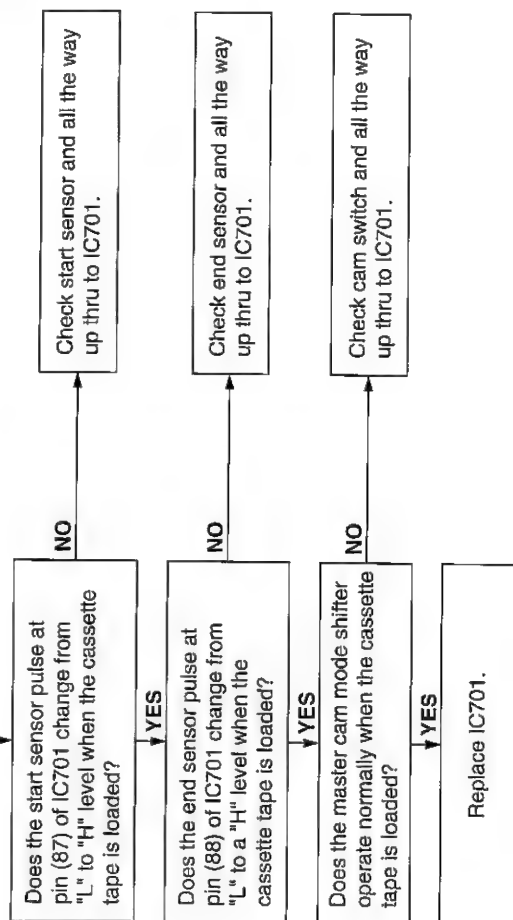 Does the start sensor pulse at
pin (87) of IC701 change from
"L" to "H" level when the cassette
tape is loaded?
NO
Check start sensor and all the way
up thru to IC701.
YES
Does the end sensor pulse at
pin (88) of IC701 change from
"L" to a "H" level when the
cassette tape is loaded?
NO
Check end sensor and all the way
up thru to IC701.
YES
Does the master cam mode shifter
operate normally when the cassette
tape is loaded?
NO
Check cam switch and all the way
up thru to IC701.
YES
Replace IC701.